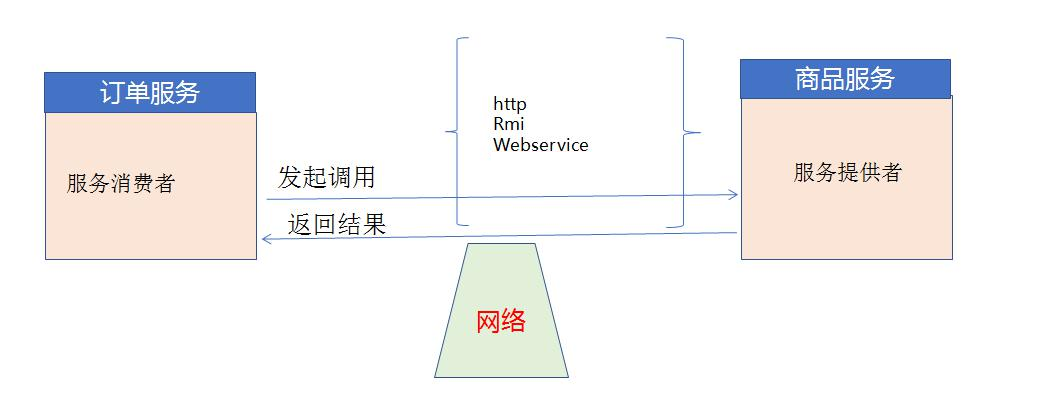 订单服务
商品服务
http
Rmi
Webservice
服务消费者
发起调用
服务提供者
返回结果
网络